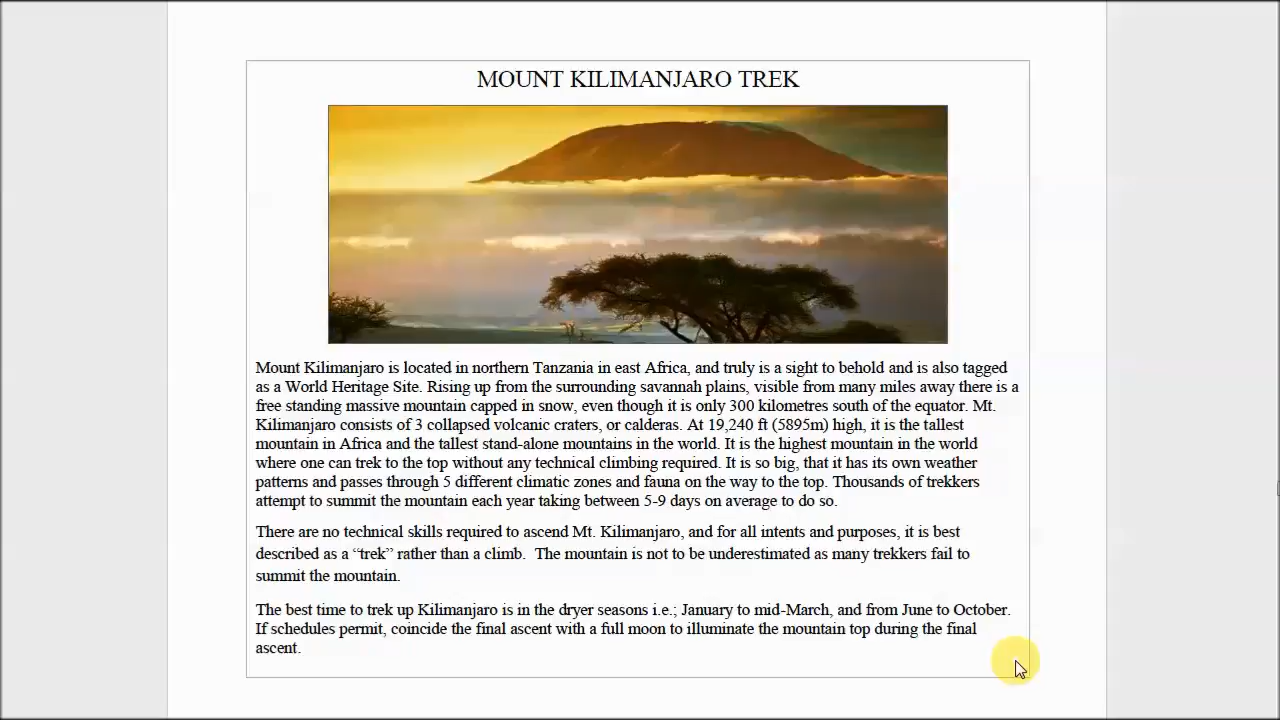 MOUNT KILIMANJARO TREK
Mount Kilimanjaro is located in northern Tanzania in east Africa, and truly is a sight to behold and is also tagged
as a World Heritage Site. Rising up from the surrounding savannah plains, visible from many miles away there is a
free standing massive mountain capped in snow, even though it is only 300 kilometres south of the equator. Mt.
Kilimanjaro consists of 3 collapsed volcanic craters, or calderas. At 19,240 ft (5895m) high, it is the tallest
mountain in Africa and the tallest stand-alone mountains in the world. It is the highest mountain in the world
where one can trek to the top without any technical climbing required. It is so big, that it has its own weather
patterns and passes through 5 different climatic zones and fauna on the way to the top. Thousands of trekkers
attempt to summit the mountain each year taking between 5-9 days on average to do so.
There are no technical skills required to ascend Mt. Kilimanjaro, and for all intents and purposes, it is best
described as a “trek” rather than a climb.  The mountain is not to be underestimated as many trekkers fail to
summit the mountain.
The best time to trek up Kilimanjaro is in the dryer seasons i.e.; January to mid-March, and from June to October.
If schedules permit, coincide the final ascent with a full moon to illuminate the mountain top during the final
ascent.